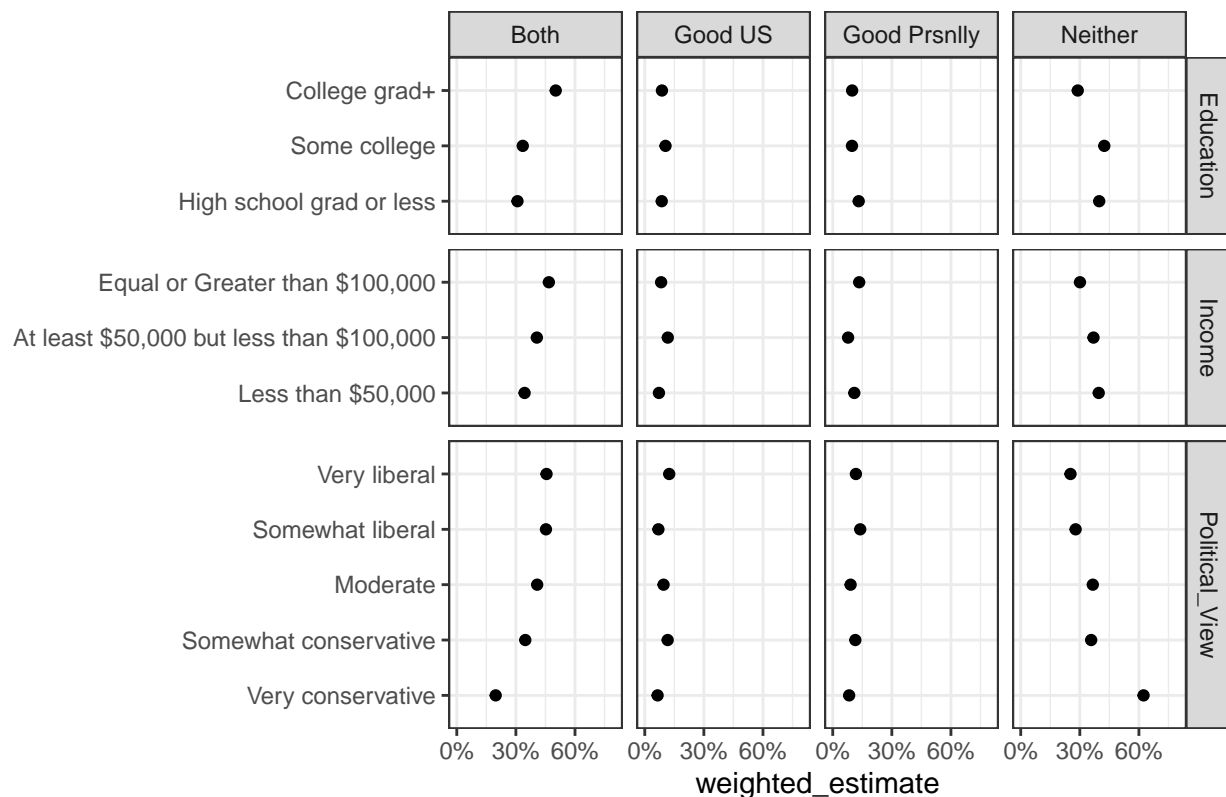 Both Good US Good Prsnlly Neither
College grad+
Some college
High school grad or less
Education
Equal or Greater than $100,000
At least $50,000 but less than $100,000
Less than $50,000
Income
Very liberal
Somewhat liberal
Moderate
Somewhat conservative
Very conservative
Political_View
0% 30% 60% 0% 30% 60% 0% 30% 60% 0% 30% 60%
weighted_estimate